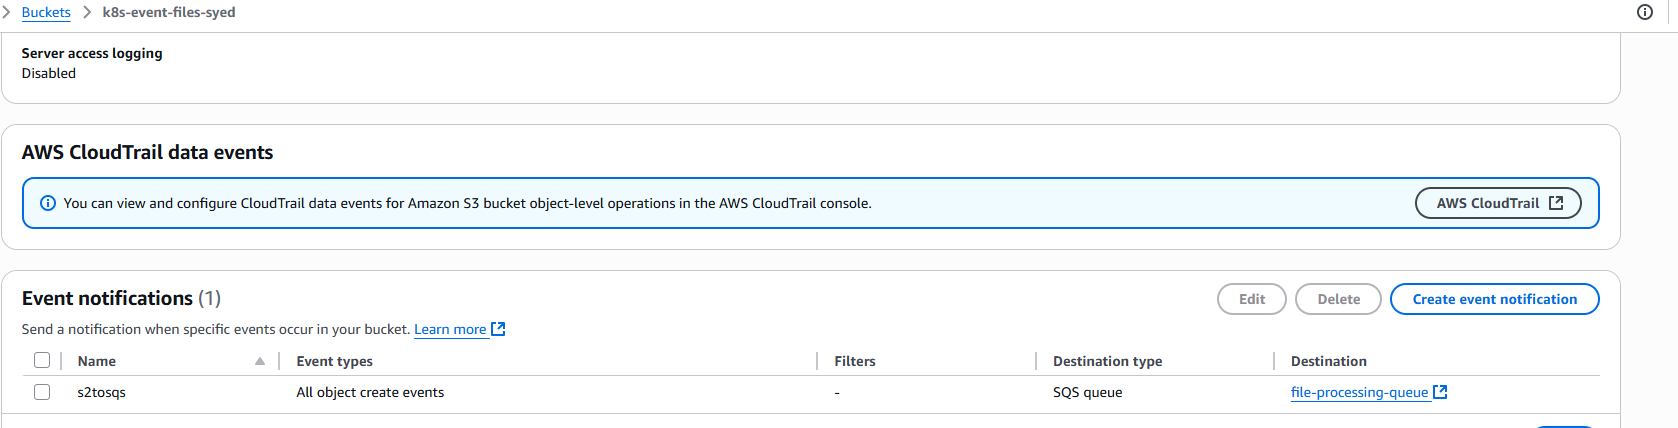 Buckets k8s-event-files-syed
Server access logging
Disabled
AWS CloudTrail data events
You can view and configure CloudTrail data events for Amazon S3 bucket object-level operations in the AWS CloudTrail console. AWS CloudTrail
Event notifications (1) Edit Delete Create event notification
Send a notification when specific events occur in your bucket. Learn more
Name Event types Filters Destination type Destination
s2tosqs All object create events - SQS queue file-processing-queue